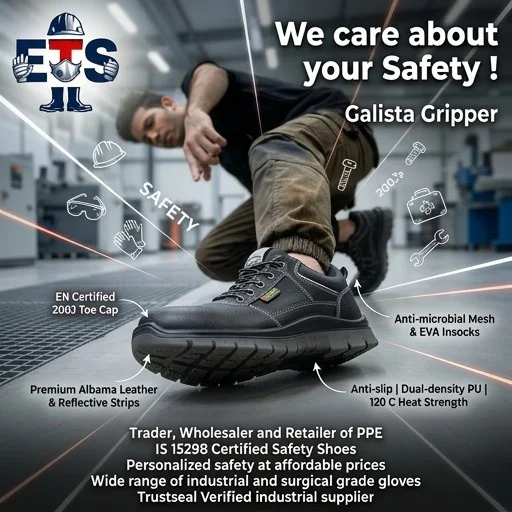 ETS
We care about
your Safety !
Galista Gripper
SAFETY
EN Certified
200J Toe Cap
Anti-microbial Mesh
& EVA Insocks
Premium Albama Leather
& Reflective Strips
Anti-slip | Dual-density PU |
120 C Heat Strength
Trader, Wholesaler and Retailer of PPE
IS 15298 Certified Safety Shoes
Personalized safety at affordable prices
Wide range of industrial and surgical grade gloves
Trustseal Verified industrial supplier